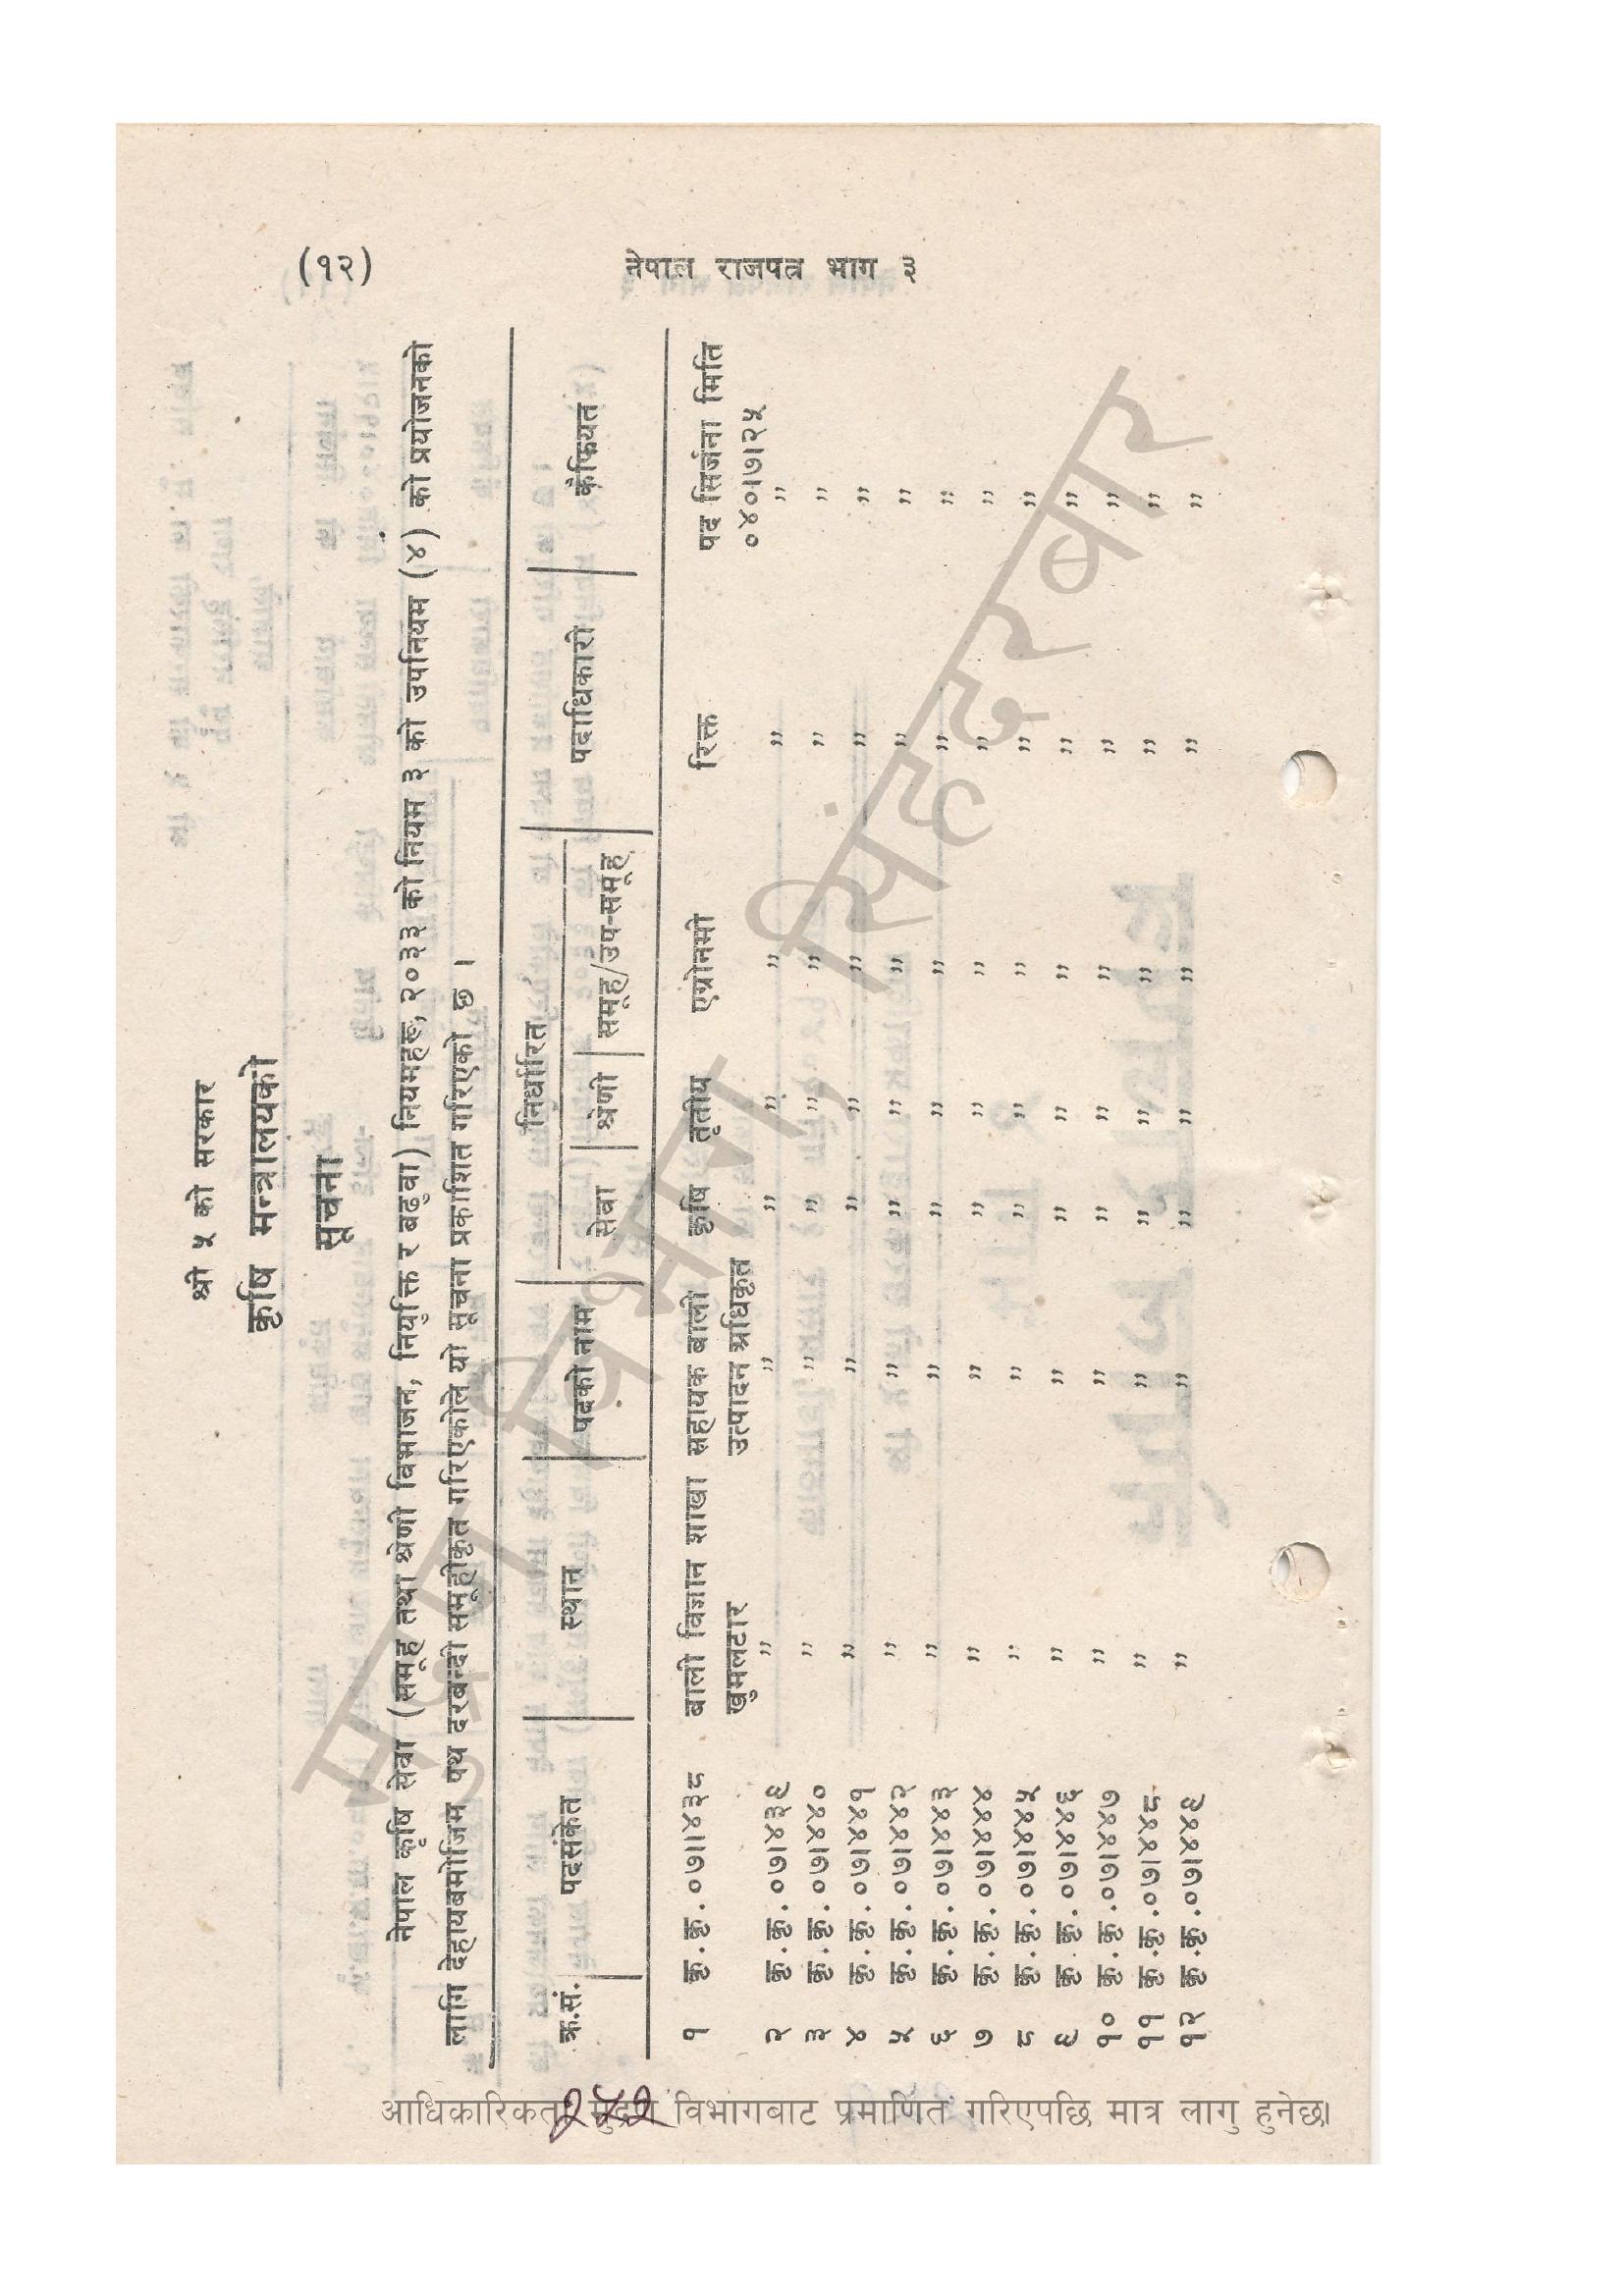 (१२)
नेपाल राजपत्र भाग ३
श्री ५ को सरकार
कृषि मन्त्रालयको
सूचना
नेपाल कृषि सेवा (समूह तथा श्रेणी विभाजन, नियुक्ति र बढुवा) नियमहरू, २०३३ को नियम ३ को उपनियम (४) को प्रयोजनको
लागि देहायबमोजिम पद दरबन्दी समूहीकृत गरिएकोले यो सूचना प्रकाशित गरिएको छ ।
क्र.सं. पदसंकेत स्थान पदको नाम निर्धारित पदाधिकारी कैफियत
सेवा श्रेणी समूह/उप-समूह
१ क.कृ.०७।४३८ बाली विज्ञान शाखा सहायक बाली कृषि तृतीय एग्रोनमी रिक्त पद सिर्जना मिति
खुमलटार उत्पादन अधिकृत ०४०।७।२५
२ क.कृ.०७।४३९ " " " " " " "
३ क.कृ.०७।४४० " " " " " " "
४ क.कृ.०७।४४१ " " " " " " "
५ क.कृ.०७।४४२ " " " " " " "
६ क.कृ.०७।४४३ " " " " " " "
७ क.कृ.०७।४४४ " " " " " " "
८ क.कृ.०७।४४५ " " " " " " "
९ क.कृ.०७।४४६ " " " " " " "
१० क.कृ.०७।४४७ " " " " " " "
११ क.कृ.०७।४४८ " " " " " " "
१२ क.कृ.०७।४४९ " " " " " " "
मुद्रण विभाग, सिंहदरबार
२५२
आधिकारिकता मुद्रण विभागबाट प्रमाणित गरिएपछि मात्र लागु हुनेछ।